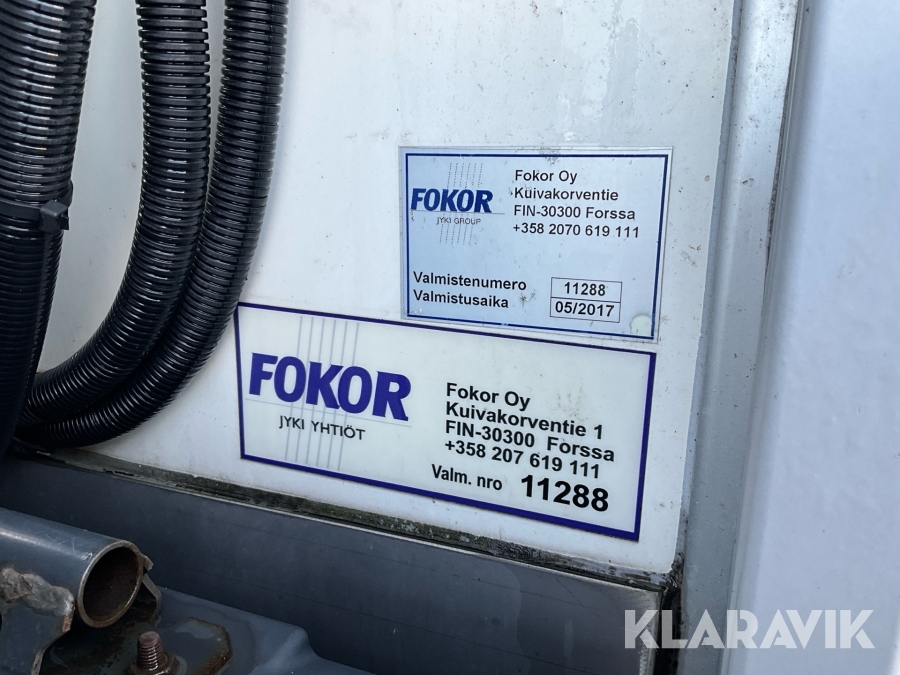 FOKOR
JYKI GROUP
Fokor Oy
Kuivakorventie
FIN-30300 Forssa
+358 2070 619 111
Valmistenumero 11288
Valmistusaika 05/2017
FOKOR
JYKI YHTIÖT
Fokor Oy
Kuivakorventie 1
FIN-30300 Forssa
+358 207 619 111
Valm. nro 11288
KLARAVIK